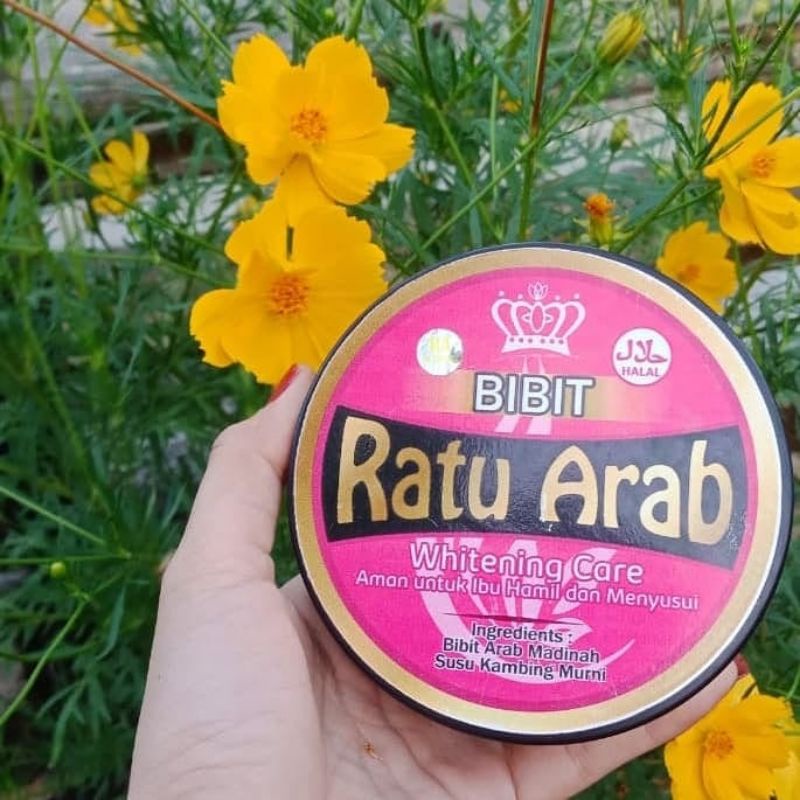 حلال
HALAL
BIBIT
Ratu Arab
Whitening Care
Aman untuk Ibu Hamil dan Menyusui
Ingredients :
Bibit Arab Madinah
Susu Kambing Murni